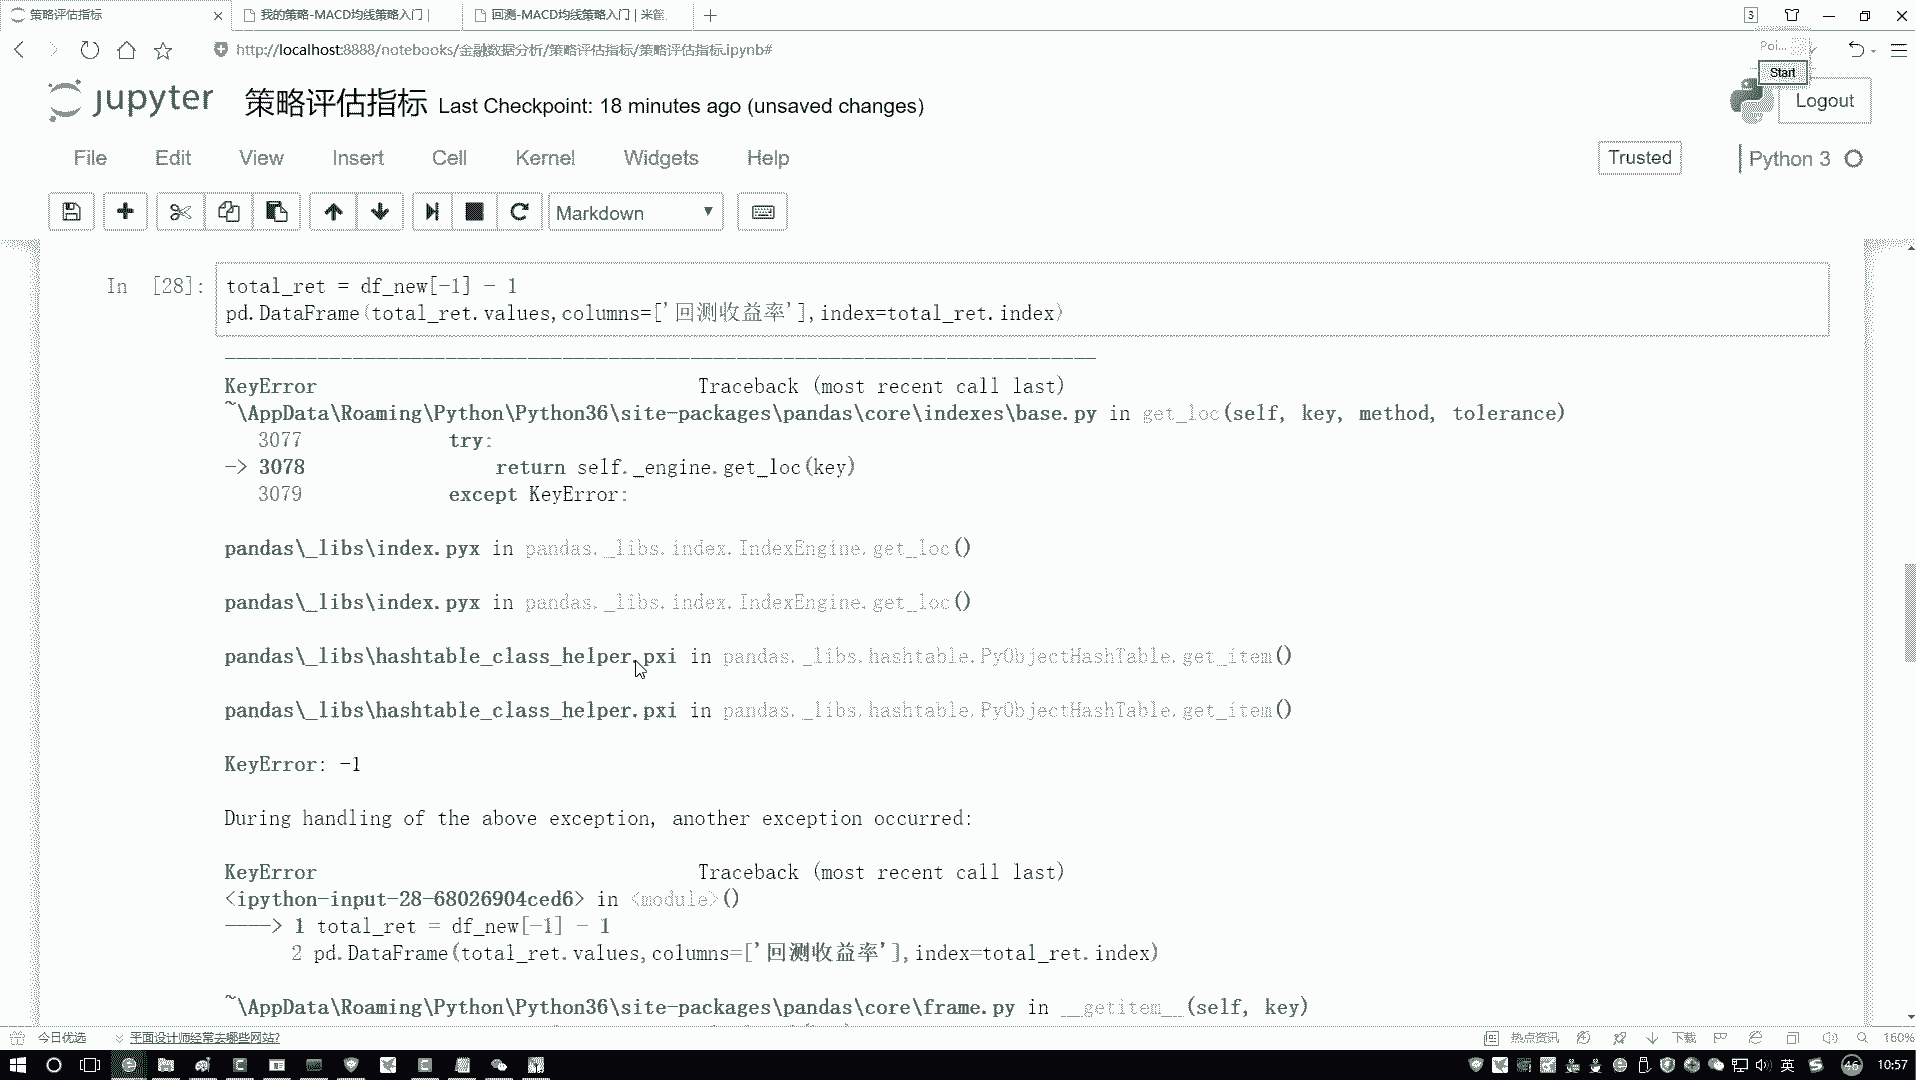 策略评估指标
我的策略-MACD均线策略入门 |
回测-MACD均线策略入门 | 米筐
3
http://localhost:8888/notebooks/金融数据分析/策略评估指标/策略评估指标.ipynb#
Poi...
Start
jupyter 策略评估指标 Last Checkpoint: 18 minutes ago (unsaved changes)
Logout
File Edit View Insert Cell Kernel Widgets Help
Trusted
Python 3
Markdown
In [28]: total_ret = df_new[-1] - 1
pd.DataFrame(total_ret.values,columns=['回测收益率'],index=total_ret.index)
---------------------------------------------------------------------------
KeyError Traceback (most recent call last)
~\AppData\Roaming\Python\Python36\site-packages\pandas\core\indexes\base.py in get_loc(self, key, method, tolerance)
3077 try:
-> 3078 return self._engine.get_loc(key)
3079 except KeyError:
pandas\_libs\index.pyx in pandas._libs.index.IndexEngine.get_loc()
pandas\_libs\index.pyx in pandas._libs.index.IndexEngine.get_loc()
pandas\_libs\hashtable_class_helper.pxi in pandas._libs.hashtable.PyObjectHashTable.get_item()
pandas\_libs\hashtable_class_helper.pxi in pandas._libs.hashtable.PyObjectHashTable.get_item()
KeyError: -1
During handling of the above exception, another exception occurred:
KeyError Traceback (most recent call last)
<ipython-input-28-68026904ced6> in <module>()
----> 1 total_ret = df_new[-1] - 1
2 pd.DataFrame(total_ret.values,columns=['回测收益率'],index=total_ret.index)
~\AppData\Roaming\Python\Python36\site-packages\pandas\core\frame.py in __getitem__(self, key)
今日优选
平面设计师经常去哪些网站?
热点资讯
下载
160%
英
46
10:57